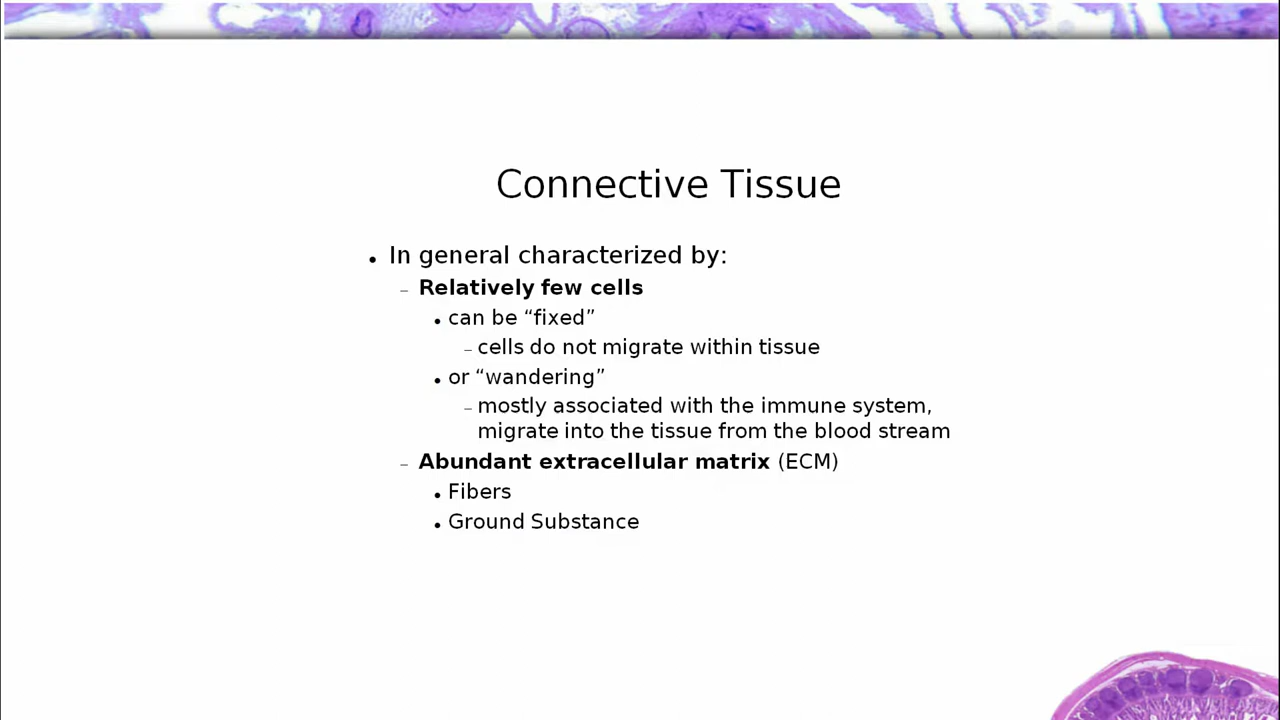 Connective Tissue
• In general characterized by:
– Relatively few cells
• can be “fixed”
– cells do not migrate within tissue
• or “wandering”
– mostly associated with the immune system,
migrate into the tissue from the blood stream
– Abundant extracellular matrix (ECM)
• Fibers
• Ground Substance